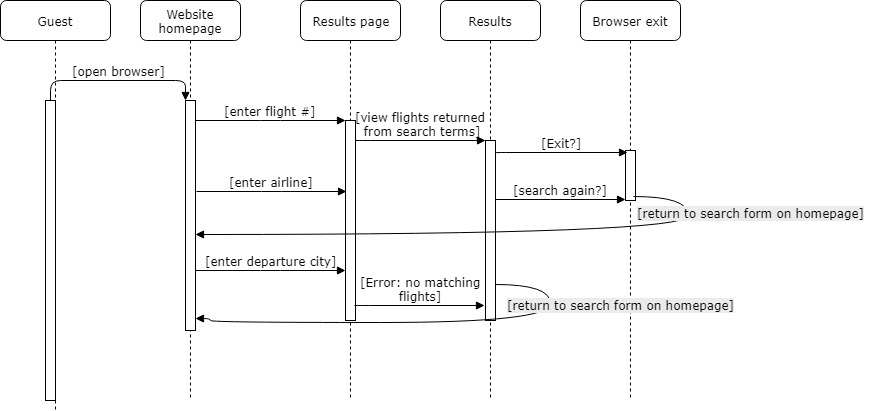 Guest
Website
homepage
Results page
Results
Browser exit
[open browser]
[enter flight #]
[view flights returned
from search terms]
[Exit?]
[enter airline]
[search again?]
[return to search form on homepage]
[enter departure city]
[Error: no matching
flights]
[return to search form on homepage]